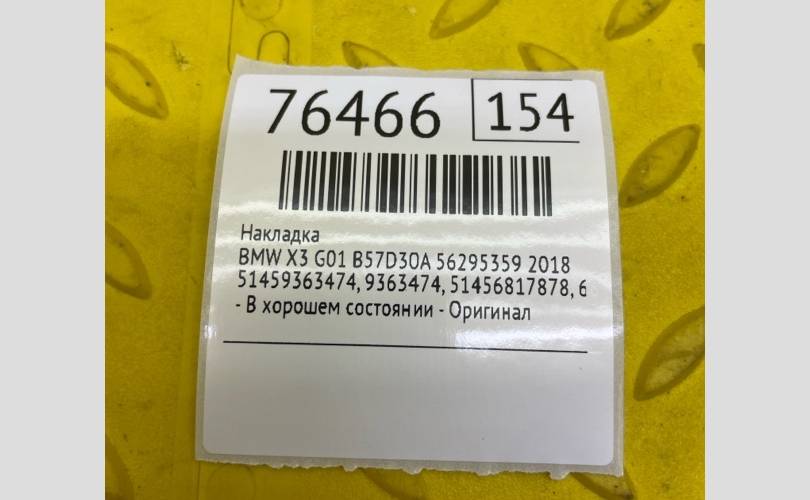 76466 154
Накладка
BMW X3 G01 B57D30A 56295359 2018
51459363474, 9363474, 51456817878, 6
- В хорошем состоянии - Оригинал